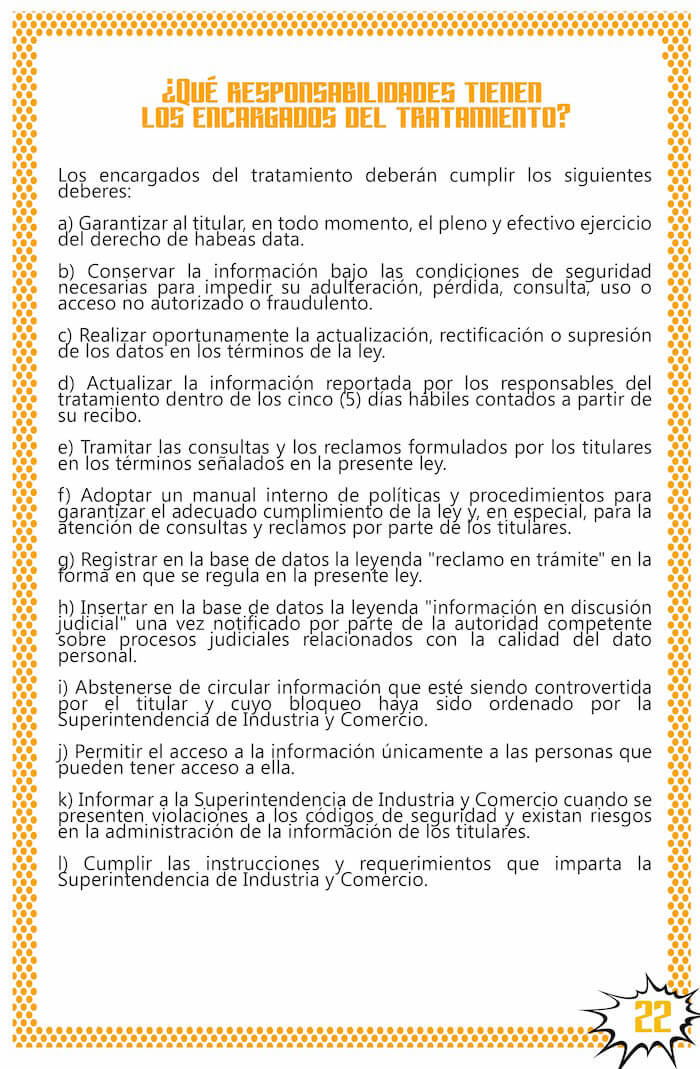 ¿QUÉ RESPONSABILIDADES TIENEN
LOS ENCARGADOS DEL TRATAMIENTO?
Los encargados del tratamiento deberán cumplir los siguientes
deberes:
a) Garantizar al titular, en todo momento, el pleno y efectivo ejercicio
del derecho de habeas data.
b) Conservar la información bajo las condiciones de seguridad
necesarias para impedir su adulteración, pérdida, consulta, uso o
acceso no autorizado o fraudulento.
c) Realizar oportunamente la actualización, rectificación o supresión
de los datos en los términos de la ley.
d) Actualizar la información reportada por los responsables del
tratamiento dentro de los cinco (5) días hábiles contados a partir de
su recibo.
e) Tramitar las consultas y los reclamos formulados por los titulares
en los términos señalados en la presente ley.
f) Adoptar un manual interno de políticas y procedimientos para
garantizar el adecuado cumplimiento de la ley y, en especial, para la
atención de consultas y reclamos por parte de los titulares.
g) Registrar en la base de datos la leyenda "reclamo en trámite" en la
forma en que se regula en la presente ley.
h) Insertar en la base de datos la leyenda "información en discusión
judicial" una vez notificado por parte de la autoridad competente
sobre procesos judiciales relacionados con la calidad del dato
personal.
i) Abstenerse de circular información que esté siendo controvertida
por el titular y cuyo bloqueo haya sido ordenado por la
Superintendencia de Industria y Comercio.
j) Permitir el acceso a la información únicamente a las personas que
pueden tener acceso a ella.
k) Informar a la Superintendencia de Industria y Comercio cuando se
presenten violaciones a los códigos de seguridad y existan riesgos
en la administración de la información de los titulares.
l) Cumplir las instrucciones y requerimientos que imparta la
Superintendencia de Industria y Comercio.
22